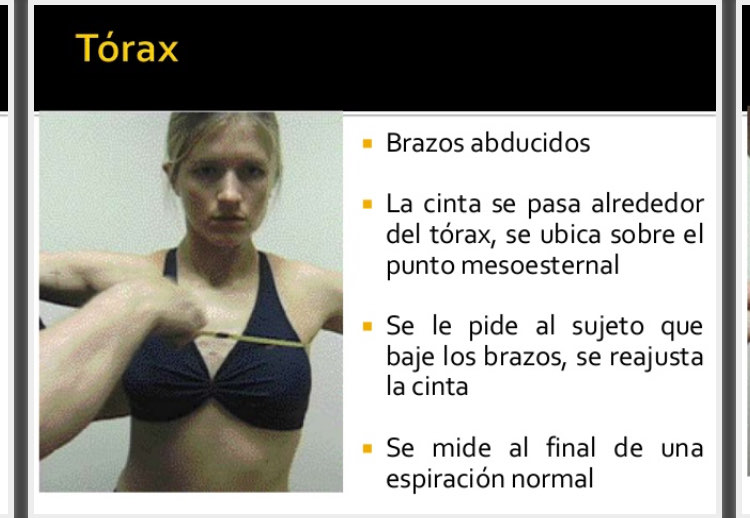 Tórax
Brazos abducidos
La cinta se pasa alrededor
del tórax, se ubica sobre el
punto mesoesternal
Se le pide al sujeto que
baje los brazos, se reajusta
la cinta
Se mide al final de una
espiración normal